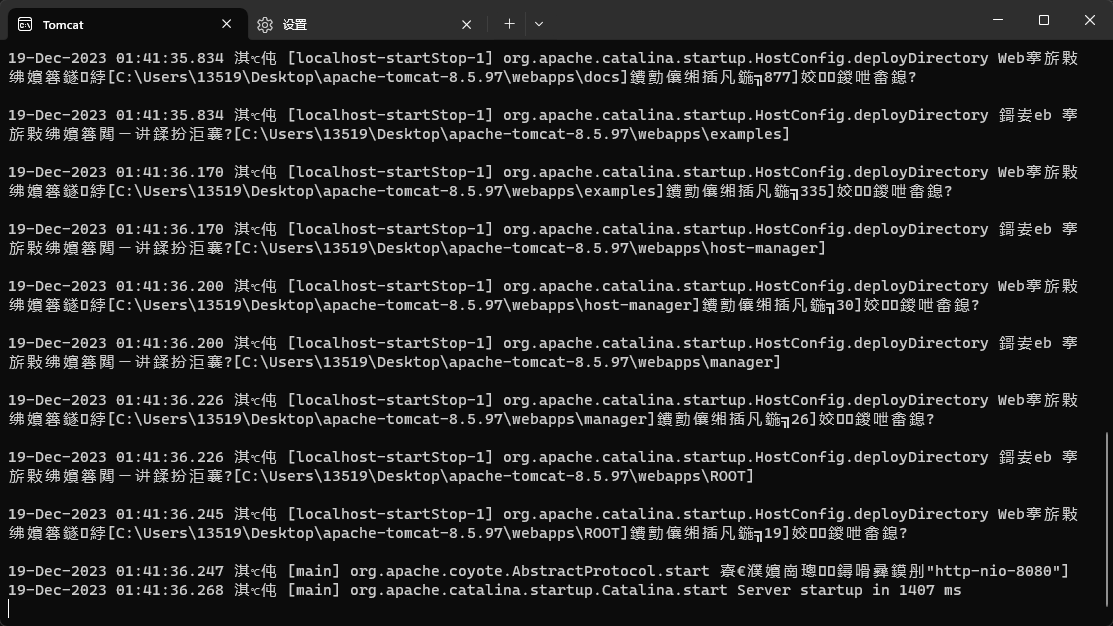 Tomcat
设置
19-Dec-2023 01:41:35.834 淇℃伅 [localhost-startStop-1] org.apache.catalina.startup.HostConfig.deployDirectory Web搴旂敤
绋嬪簭鐩綍[C:\Users\13519\Desktop\apache-tomcat-8.5.97\webapps\docs]鐨勯儴缃插凡鍦╗877]姣鍐呭畬鎴?
19-Dec-2023 01:41:35.834 淇℃伅 [localhost-startStop-1] org.apache.catalina.startup.HostConfig.deployDirectory 鎶妛eb 搴
旂敤绋嬪簭閮ㄧ讲鍒扮洰褰?[C:\Users\13519\Desktop\apache-tomcat-8.5.97\webapps\examples]
19-Dec-2023 01:41:36.170 淇℃伅 [localhost-startStop-1] org.apache.catalina.startup.HostConfig.deployDirectory Web搴旂敤
绋嬪簭鐩綍[C:\Users\13519\Desktop\apache-tomcat-8.5.97\webapps\examples]鐨勯儴缃插凡鍦╗335]姣鍐呭畬鎴?
19-Dec-2023 01:41:36.170 淇℃伅 [localhost-startStop-1] org.apache.catalina.startup.HostConfig.deployDirectory 鎶妛eb 搴
旂敤绋嬪簭閮ㄧ讲鍒扮洰褰?[C:\Users\13519\Desktop\apache-tomcat-8.5.97\webapps\host-manager]
19-Dec-2023 01:41:36.200 淇℃伅 [localhost-startStop-1] org.apache.catalina.startup.HostConfig.deployDirectory Web搴旂敤
绋嬪簭鐩綍[C:\Users\13519\Desktop\apache-tomcat-8.5.97\webapps\host-manager]鐨勯儴缃插凡鍦╗30]姣鍐呭畬鎴?
19-Dec-2023 01:41:36.200 淇℃伅 [localhost-startStop-1] org.apache.catalina.startup.HostConfig.deployDirectory 鎶妛eb 搴
旂敤绋嬪簭閮ㄧ讲鍒扮洰褰?[C:\Users\13519\Desktop\apache-tomcat-8.5.97\webapps\manager]
19-Dec-2023 01:41:36.226 淇℃伅 [localhost-startStop-1] org.apache.catalina.startup.HostConfig.deployDirectory Web搴旂敤
绋嬪簭鐩綍[C:\Users\13519\Desktop\apache-tomcat-8.5.97\webapps\manager]鐨勯儴缃插凡鍦╗26]姣鍐呭畬鎴?
19-Dec-2023 01:41:36.226 淇℃伅 [localhost-startStop-1] org.apache.catalina.startup.HostConfig.deployDirectory 鎶妛eb 搴
旂敤绋嬪簭閮ㄧ讲鍒扮洰褰?[C:\Users\13519\Desktop\apache-tomcat-8.5.97\webapps\ROOT]
19-Dec-2023 01:41:36.245 淇℃伅 [localhost-startStop-1] org.apache.catalina.startup.HostConfig.deployDirectory Web搴旂敤
绋嬪簭鐩綍[C:\Users\13519\Desktop\apache-tomcat-8.5.97\webapps\ROOT]鐨勯儴缃插凡鍦╗19]姣鍐呭畬鎴?
19-Dec-2023 01:41:36.247 淇℃伅 [main] org.apache.coyote.AbstractProtocol.start 寮€濮嬪崗璁鐞嗗彞鏌刐"http-nio-8080"]
19-Dec-2023 01:41:36.268 淇℃伅 [main] org.apache.catalina.startup.Catalina.start Server startup in 1407 ms